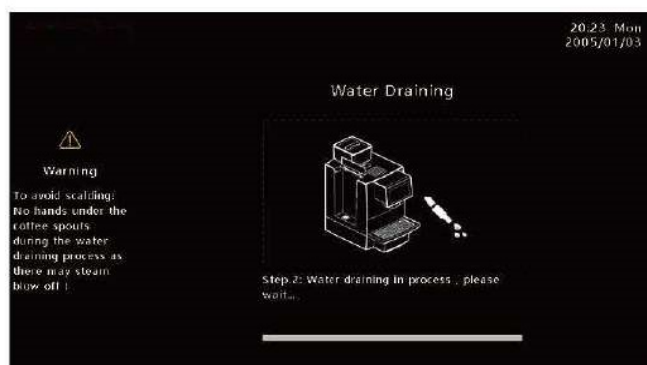 20:23 Mon
2005/01/03
Water Draining
Warning
To avoid scalding!
No hands under the
coffee spouts
during the water
draining process as
there may steam
blow off !
Step.2: Water draining in process , please
wait...